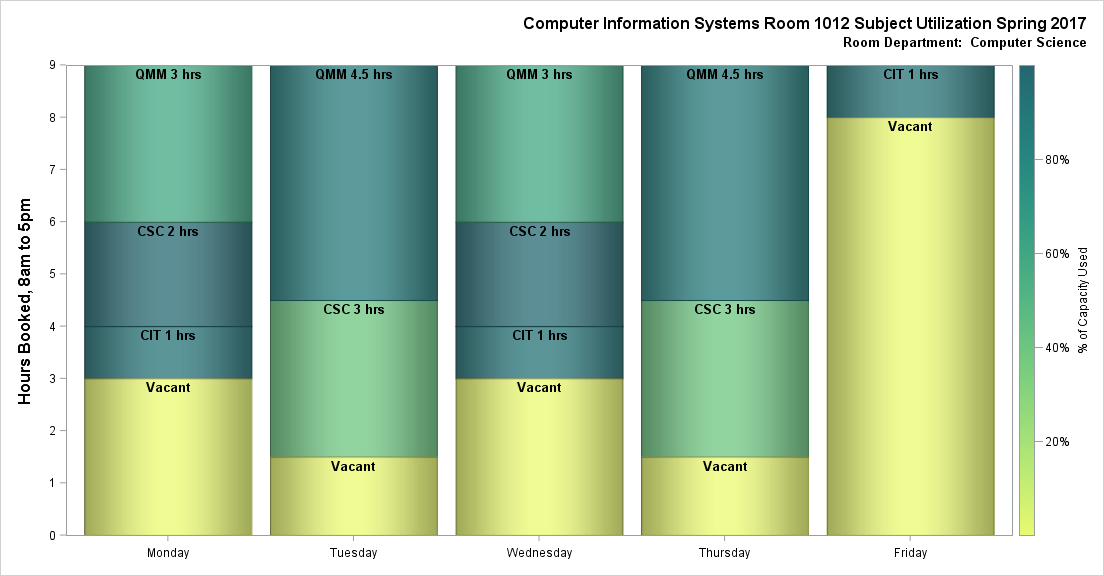 Computer Information Systems Room 1012 Subject Utilization Spring 2017
Room Department:  Computer Science
Hours Booked, 8am to 5pm
9
8
7
6
5
4
3
2
1
0
QMM 3 hrs
CSC 2 hrs
CIT 1 hrs
Vacant
QMM 4.5 hrs
CSC 3 hrs
Vacant
QMM 3 hrs
CSC 2 hrs
CIT 1 hrs
Vacant
QMM 4.5 hrs
CSC 3 hrs
Vacant
CIT 1 hrs
Vacant
Monday
Tuesday
Wednesday
Thursday
Friday
80%
60%
40%
20%
% of Capacity Used